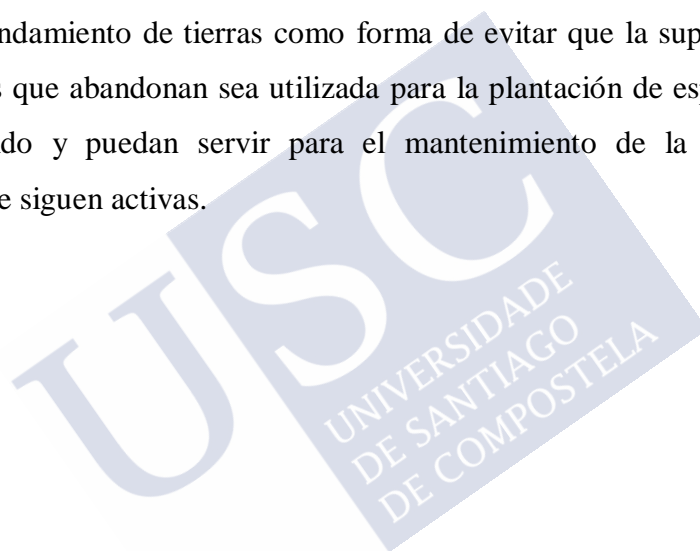 ndamiento de tierras como forma de evitar que la sup
s que abandonan sea utilizada para la plantación de es
do y puedan servir para el mantenimiento de la
e siguen activas.
USC
UNIVERSIDADE
DE SANTIAGO
DE COMPOSTELA